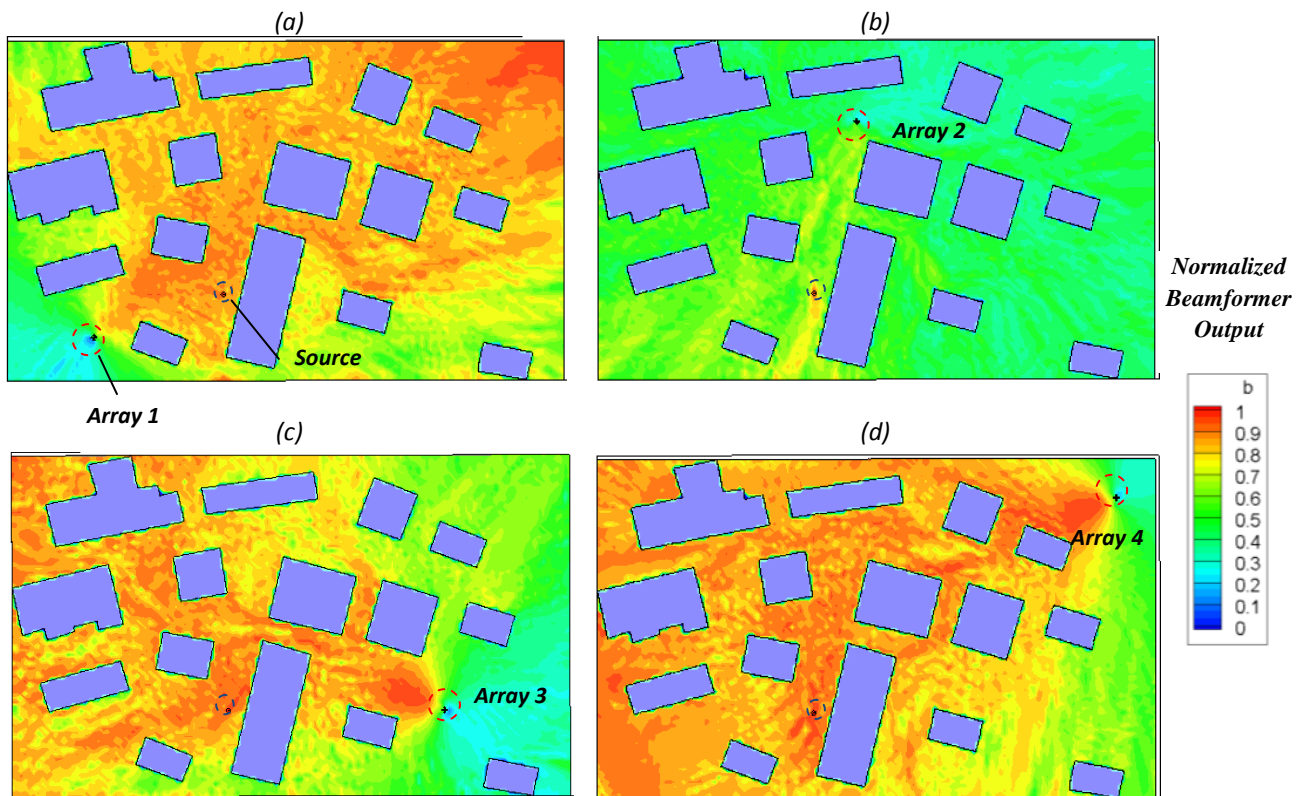 (a)
(b)
Array 2
Source
Array 1
Normalized
Beamformer
Output
b
1
0.9
0.8
0.7
0.6
0.5
0.4
0.3
0.2
0.1
0
(c)
(d)
Array 3
Array 4